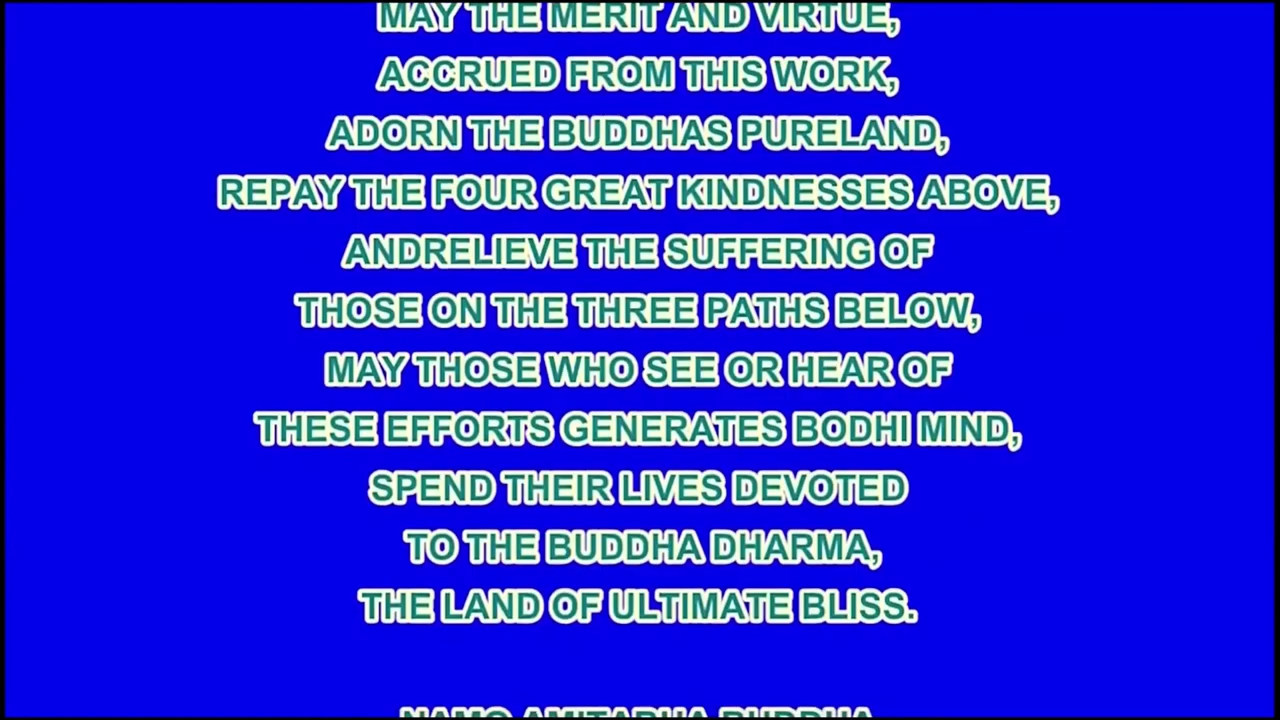 MAY THE MERIT AND VIRTUE,
ACCRUED FROM THIS WORK,
ADORN THE BUDDHAS PURELAND,
REPAY THE FOUR GREAT KINDNESSES ABOVE,
ANDRELIEVE THE SUFFERING OF
THOSE ON THE THREE PATHS BELOW,
MAY THOSE WHO SEE OR HEAR OF
THESE EFFORTS GENERATES BODHI MIND,
SPEND THEIR LIVES DEVOTED
TO THE BUDDHA DHARMA,
THE LAND OF ULTIMATE BLISS.
NAMO AMITABHA BUDDHA